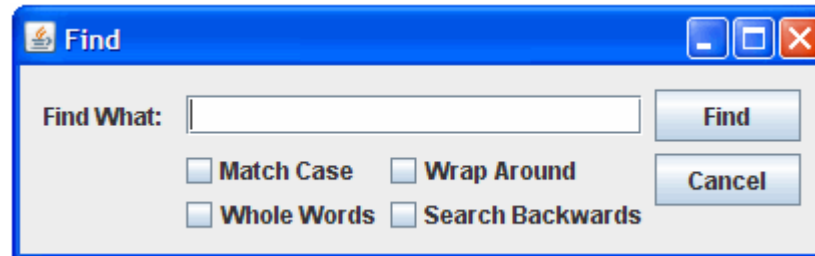 Find
Find What: Find
Match Case Wrap Around Cancel
Whole Words Search Backwards